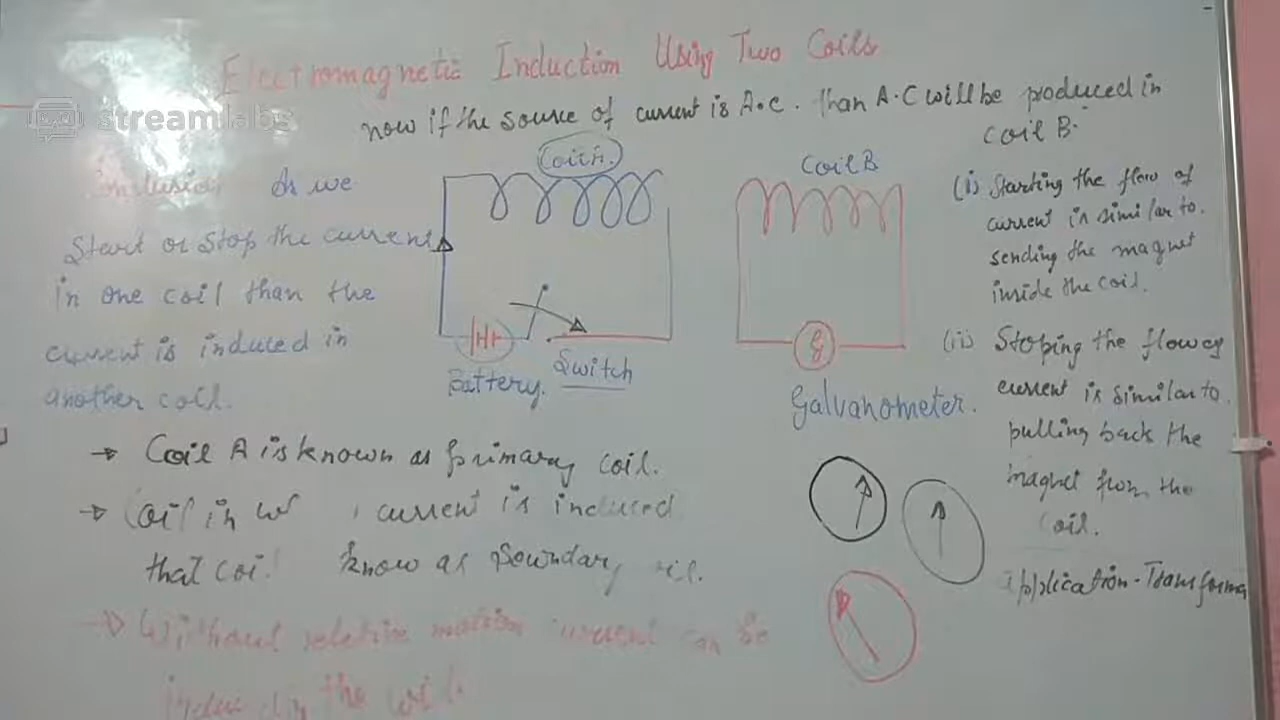 Electromagnetic Induction Using Two Coils
streamlabs
now if the source of current is A.C. than A.C will be produced in
coil B.
Conclusion As we
Start or stop the current
in one coil than the
current is induced in
another coil.
Coil A.
Coil B
Battery.
Switch
G
Galvanometer.
(i) Starting the flow of
current is similar to.
sending the magnet
inside the coil.
(ii) Stoping the flow of
current is similar to.
pulling back the
magnet from the
coil.
Application - Transforma
→ Coil A is known as primary coil.
→ Coil in w current is induced
that coi know as
→ Without relative motion current can be
in the coil